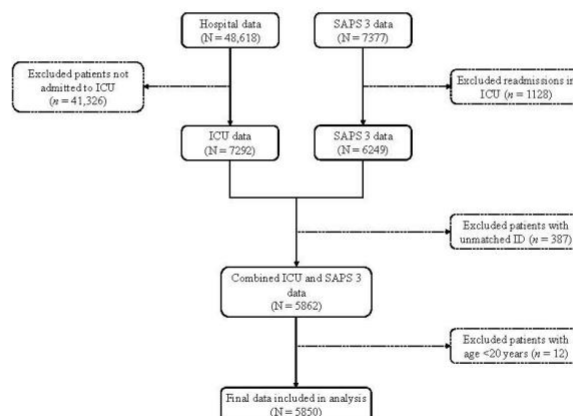 Hospital data
(N = 48,618)
SAPS 3 data
(N = 7377)
Excluded patients not
admitted to ICU
(n = 41,326)
Excluded readmissions in
ICU (n = 1128)
ICU data
(N = 7292)
SAPS 3 data
(N = 6249)
Excluded patients with
unmatched ID (n = 387)
Combined ICU and SAPS 3
data
(N = 5862)
Excluded patients with
age <20 years (n = 12)
Final data included in analysis
(N = 5850)